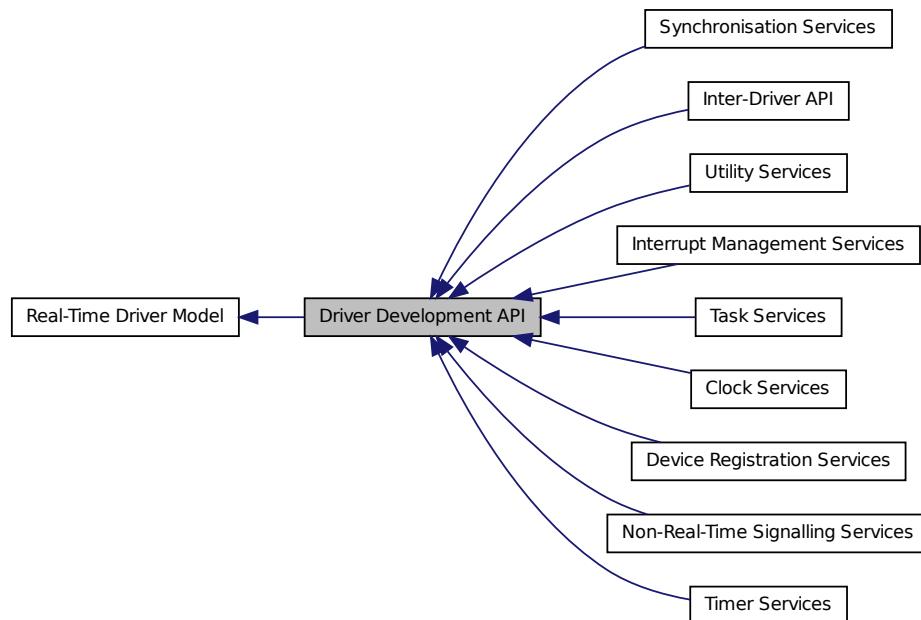 Synchronisation Services
Inter-Driver API
Utility Services
Interrupt Management Services
Real-Time Driver Model
Driver Development API
Task Services
Clock Services
Device Registration Services
Non-Real-Time Signalling Services
Timer Services